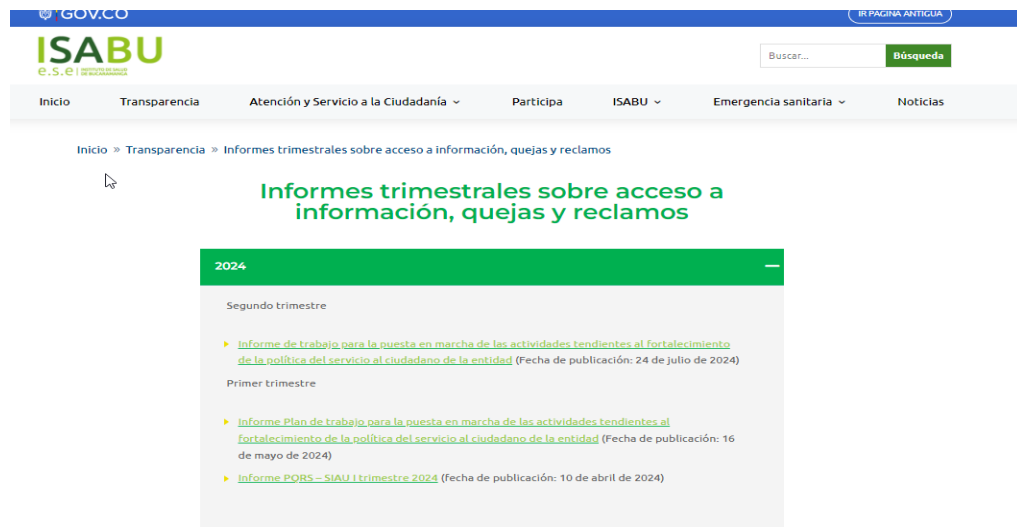 GOV.CO
IR PÁGINA ANTIGUA
ISABU
e.s.e INSTITUTO DE SALUD
DE BUCARAMANGA
Buscar...
Búsqueda
Inicio
Transparencia
Atención y Servicio a la Ciudadanía
Participa
ISABU
Emergencia sanitaria
Noticias
Inicio » Transparencia » Informes trimestrales sobre acceso a información, quejas y reclamos
Informes trimestrales sobre acceso a
información, quejas y reclamos
2024
Segundo trimestre
Informe de trabajo para la puesta en marcha de las actividades tendientes al fortalecimiento
de la política del servicio al ciudadano de la entidad (Fecha de publicación: 24 de julio de 2024)
Primer trimestre
Informe Plan de trabajo para la puesta en marcha de las actividades tendientes al
fortalecimiento de la política del servicio al ciudadano de la entidad (Fecha de publicación: 16
de mayo de 2024)
Informe PQRS – SIAU I trimestre 2024 (fecha de publicación: 10 de abril de 2024)